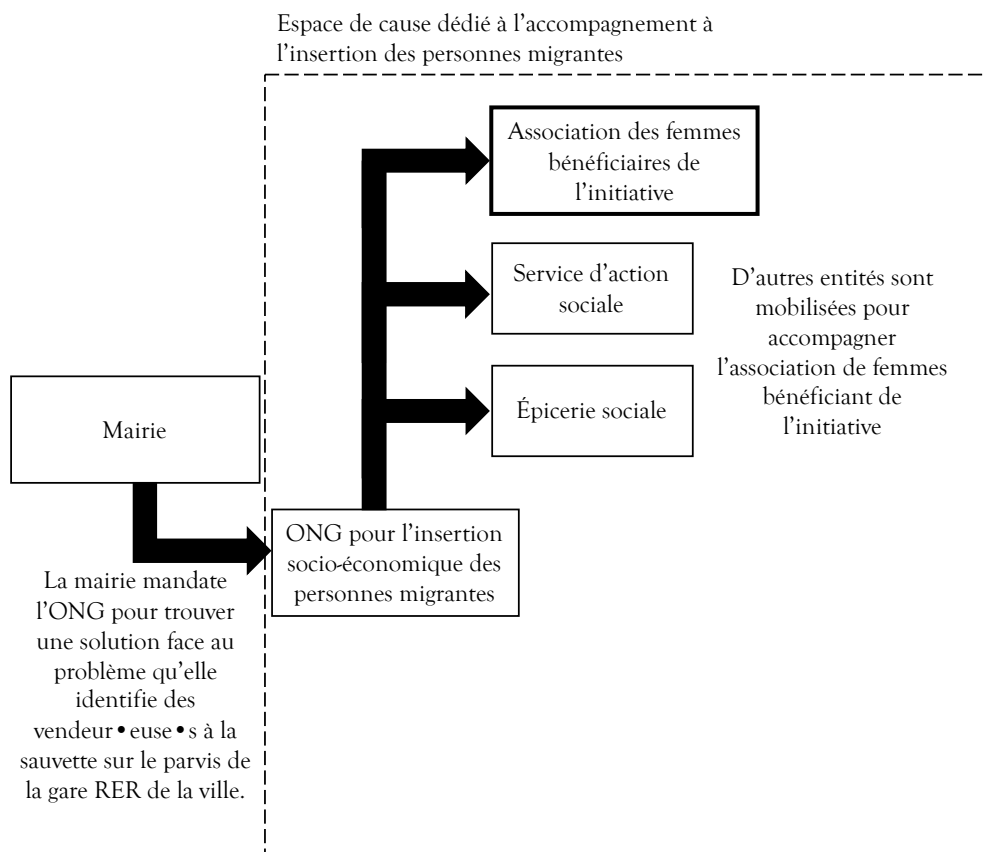 Espace de cause dédié à l’accompagnement à
l’insertion des personnes migrantes
Association des femmes
bénéficiaires de
l’initiative
Service d’action
sociale
D’autres entités sont
mobilisées pour
accompagner
l’association de femmes
bénéficiant de
l’initiative
Épicerie sociale
Mairie
ONG pour l’insertion
socio-économique des
personnes migrantes
La mairie mandate
l’ONG pour trouver
une solution face au
problème qu’elle
identifie des
vendeur•euse•s à la
sauvette sur le parvis de
la gare RER de la ville.